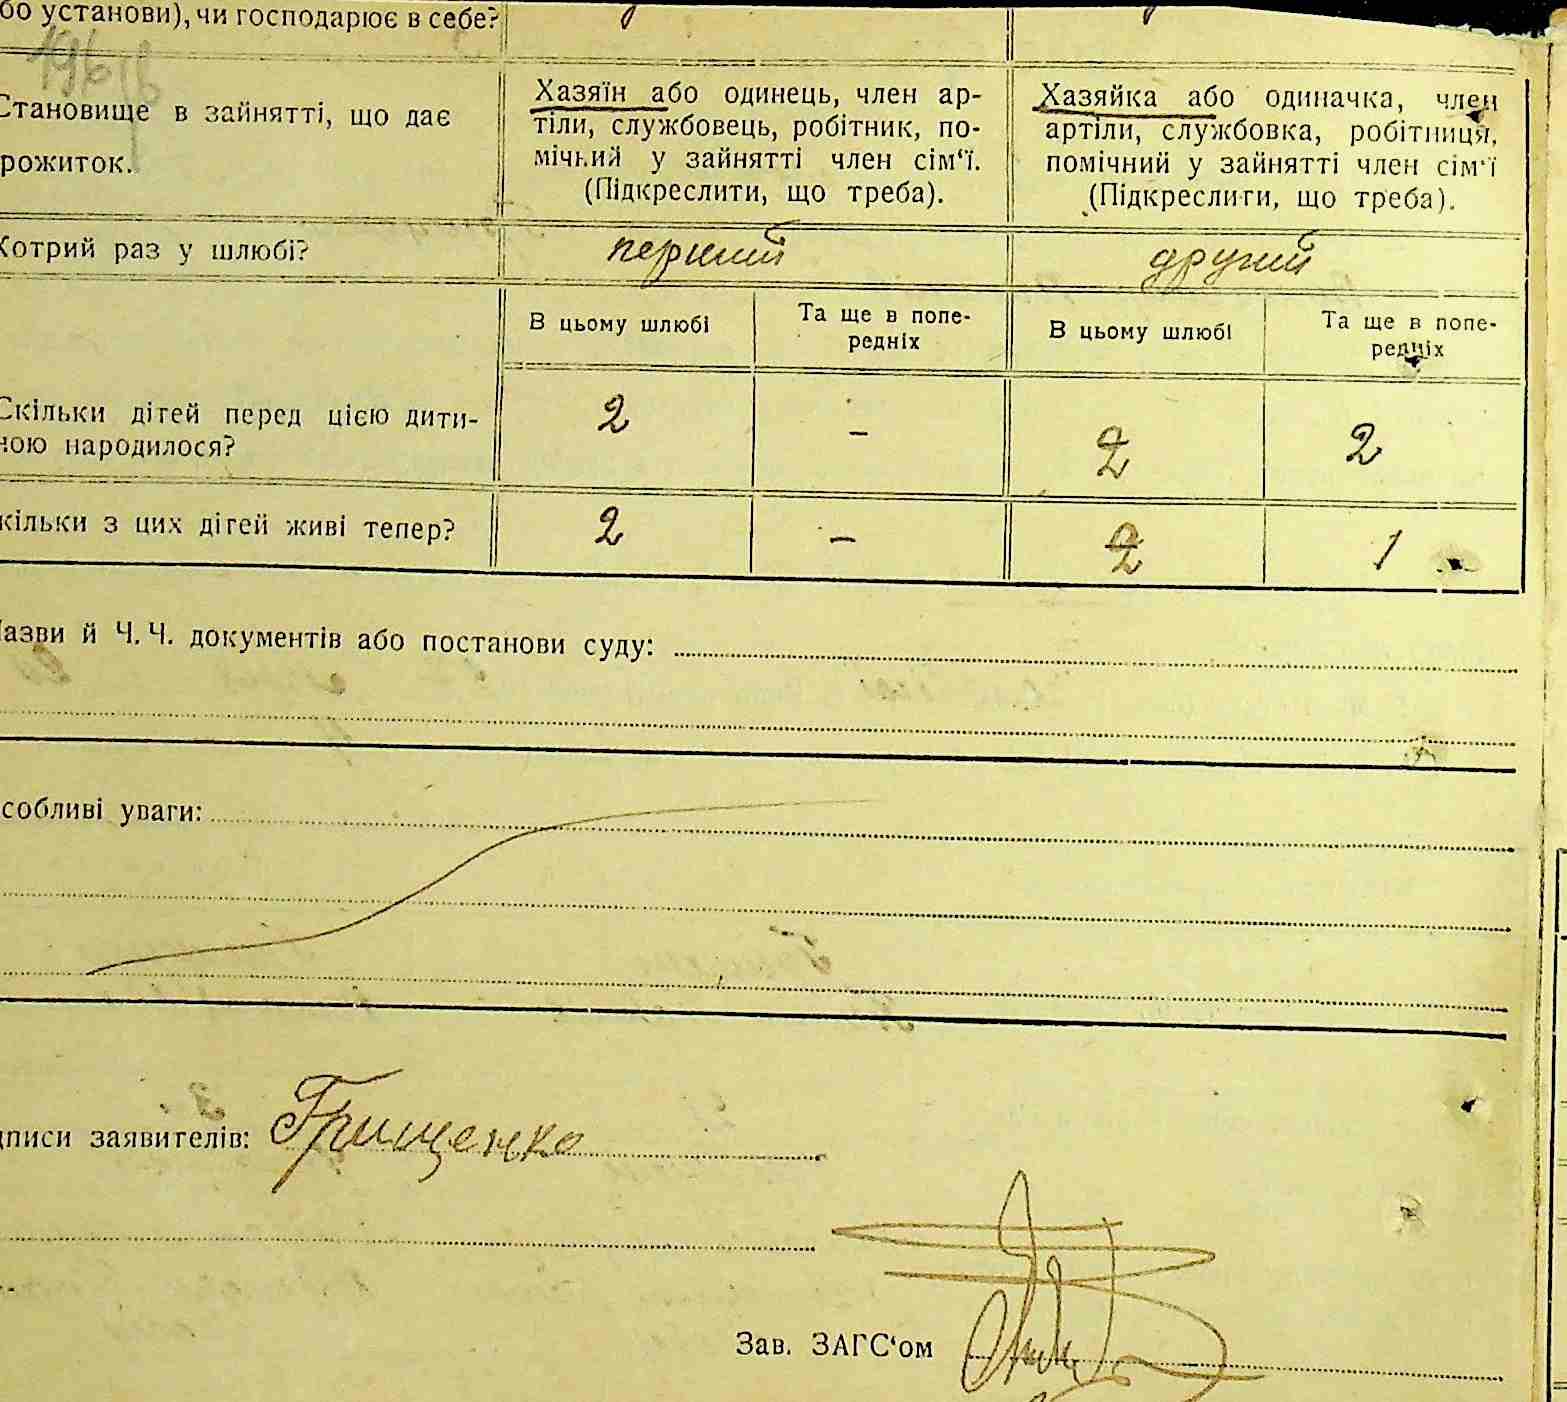 бо установи), чи господарює в себе?
Становище в зайнятті, що дає
рожиток.
Хазяїн або одинець, член ар-
тіли, службовець, робітник, по-
мічний у зайнятті член сім‘ї.
(Підкреслити, що треба).
Хазяйка або одиначка, член
артіли, службовка, робітниця,
помічний у зайнятті член сім‘ї
(Підкреслити, що треба).
Котрий раз у шлюбі?
перший
другий
В цьому шлюбі
Та ще в попе-
редніх
В цьому шлюбі
Та ще в попе-
редніх
Скільки дітей перед цією дити-
ною народилося?
2
–
2
2
кільки з цих дітей живі тепер?
2
–
2
1
Назви й Ч. Ч. документів або постанови суду:
собливі уваги:
дписи заявителів: Грищенко
Зав. ЗАГС‘ом